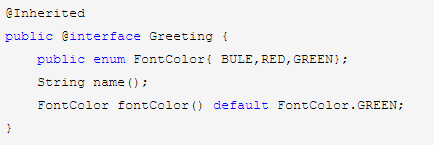 @Inherited
public @interface Greeting {
    public enum FontColor{ BULE,RED,GREEN};
    String name();
    FontColor fontColor() default FontColor.GREEN;
}